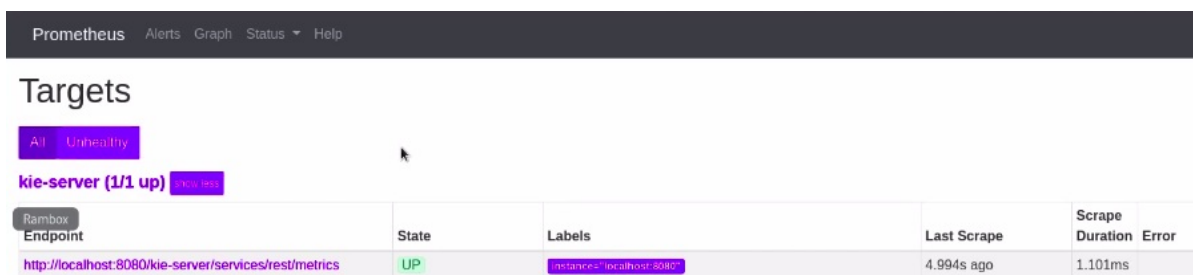 Prometheus Alerts Graph Status Help
Targets
All Unhealthy
kie-server (1/1 up) show less
Rambox
Endpoint State Labels Last Scrape Scrape Duration Error
http://localhost:8080/kie-server/services/rest/metrics UP instance="localhost:8080" 4.994s ago 1.101ms